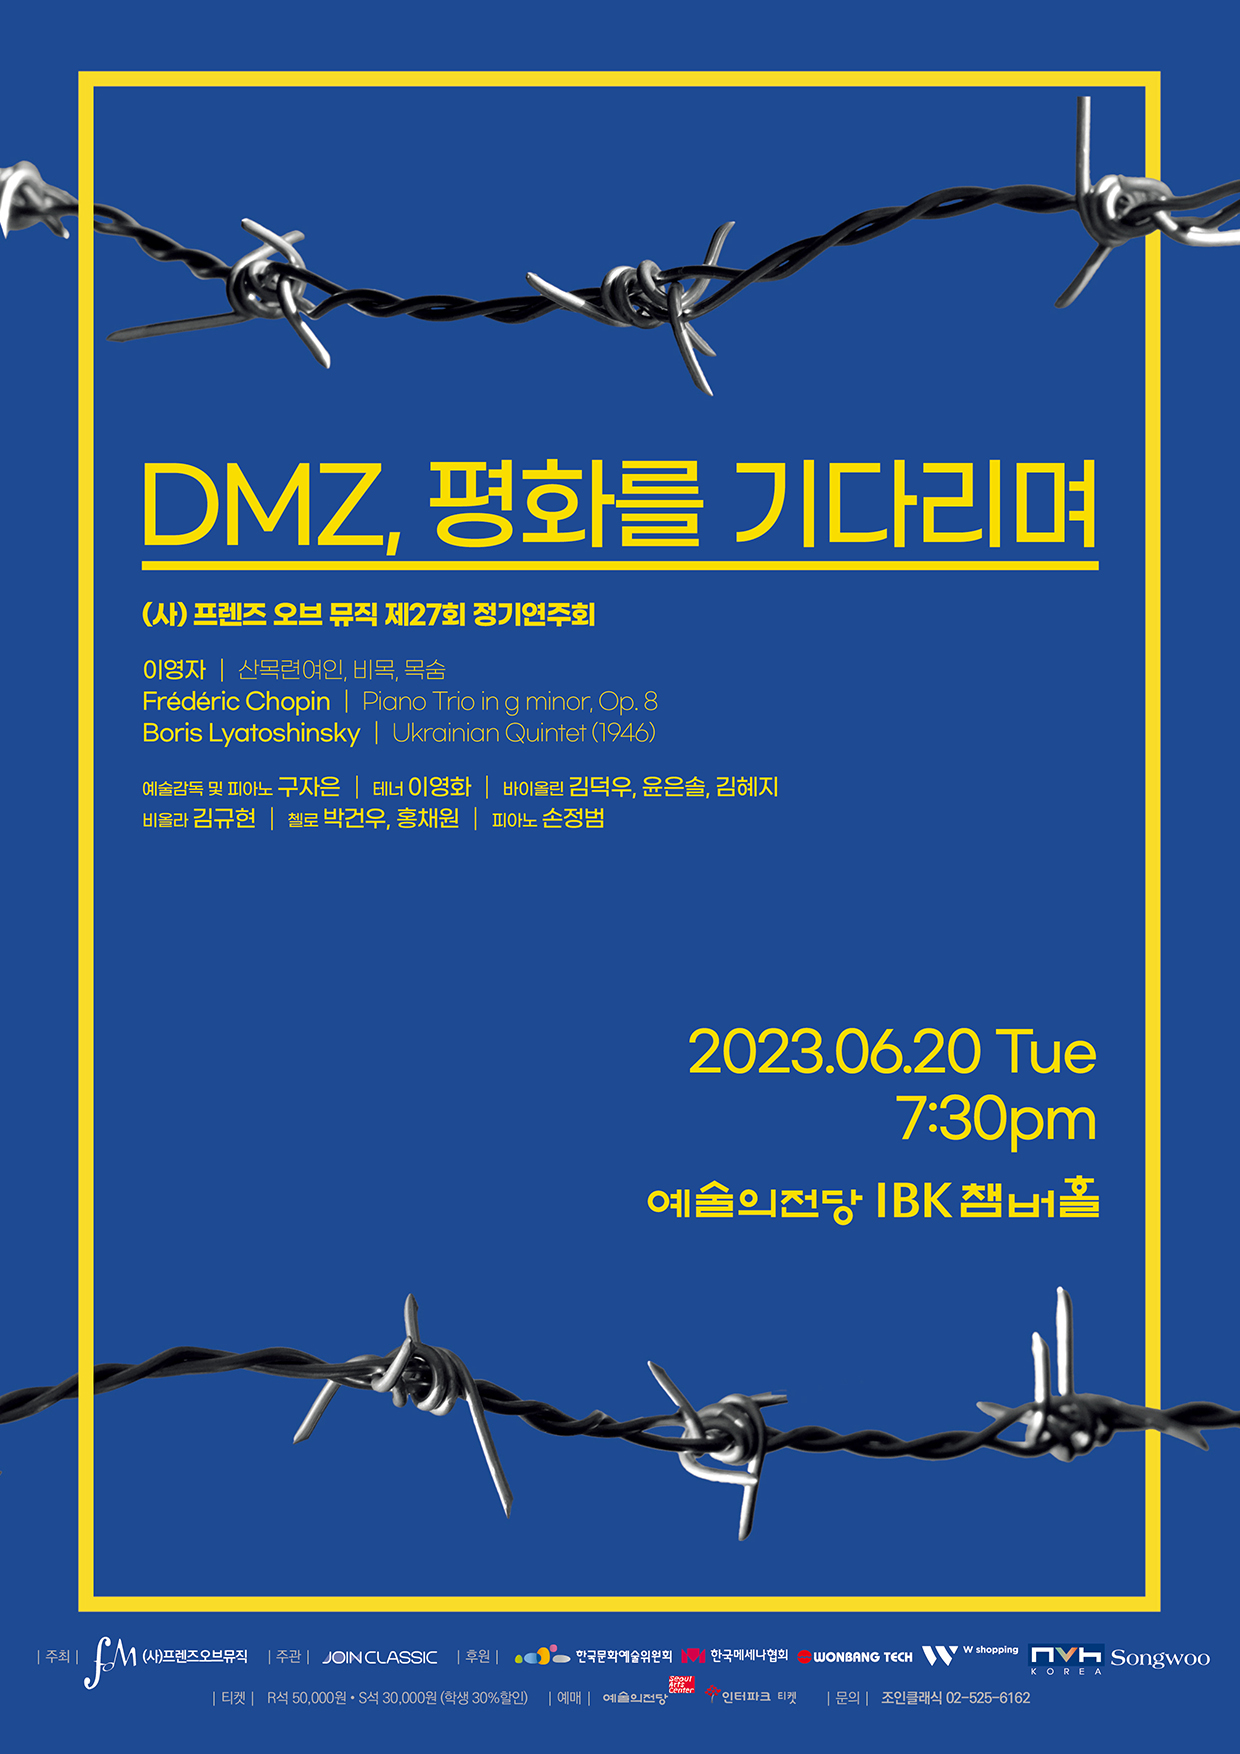 DMZ, 평화를 기다리며
(사) 프렌즈 오브 뮤직 제27회 정기연주회
이영자 | 산목련여인, 비목, 목숨
Frédéric Chopin | Piano Trio in g minor, Op. 8
Boris Lyatoshinsky | Ukrainian Quintet (1946)
예술감독 및 피아노 구자은 | 테너 이영화 | 바이올린 김덕우, 윤은솔, 김혜지
비올라 김규현 | 첼로 박건우, 홍채원 | 피아노 손정범
2023.06.20 Tue
7:30pm
예술의전당 IBK 챔버홀
| 주최 | fM (사)프렌즈오브뮤직 | 주관 | JOIN CLASSIC | 후원 | 한국문화예술위원회 한국메세나협회 WONBANG TECH W shopping nvh KOREA Songwoo
| 티켓 | R석 50,000원 • S석 30,000원 (학생 30%할인) | 예매 | 예술의전당 Seoul Arts Center 인터파크 티켓 | 문의 | 조인클래식 02-525-6162